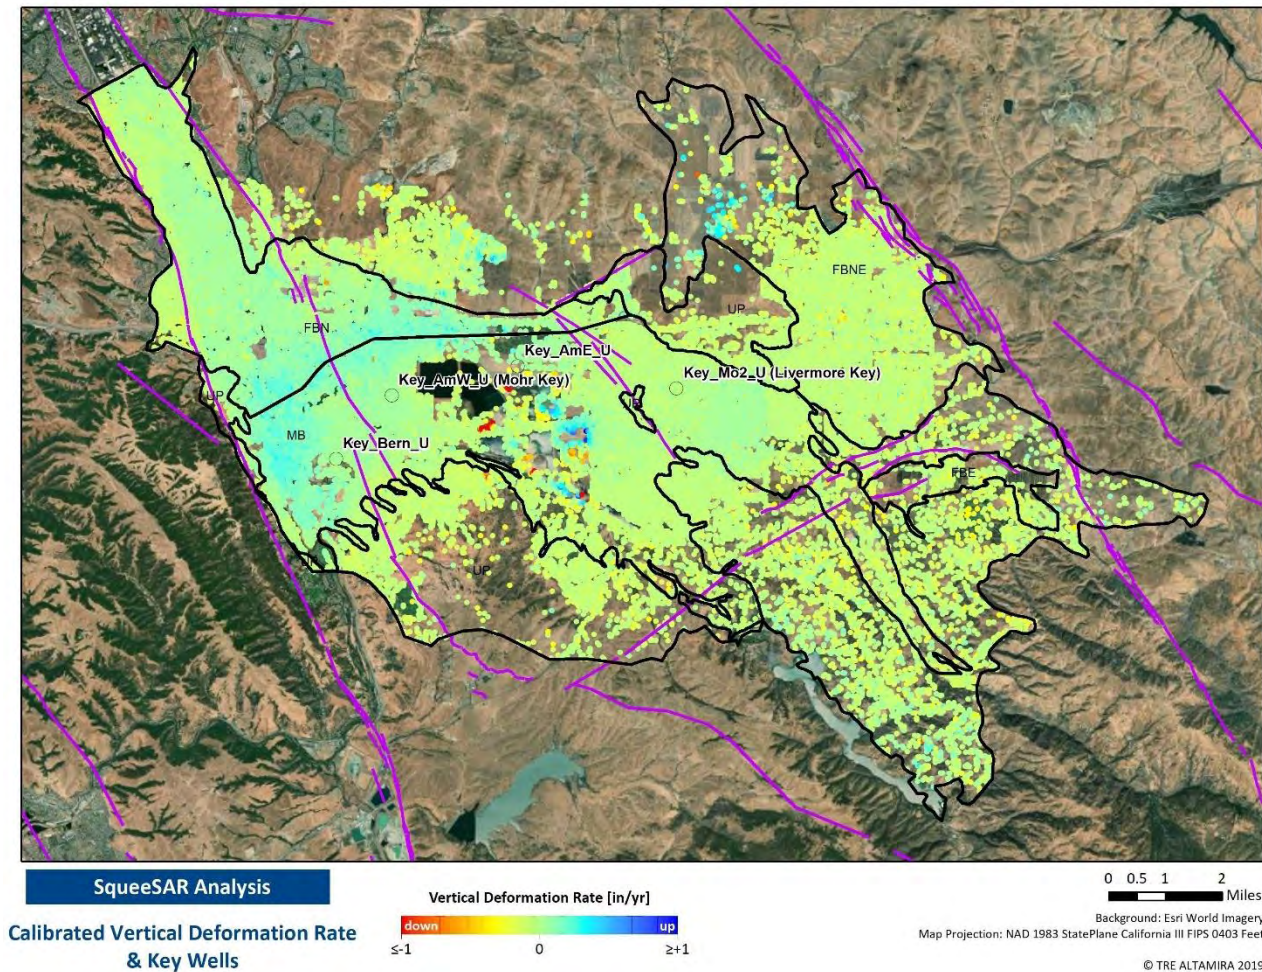 FBNE
UP
FBN
Key_AmE_U
Key_AmW_U (Mohr Key)
Key_Mo2_U (Livermore Key)
UP
MB
Key_Bern_U
FBE
UP
SqueeSAR Analysis
Calibrated Vertical Deformation Rate
& Key Wells
Vertical Deformation Rate [in/yr]
down
up
≤-1
0
≥+1
0 0.5 1 2
Miles
Background: Esri World Imagery
Map Projection: NAD 1983 StatePlane California III FIPS 0403 Feet
© TRE ALTAMIRA 2019